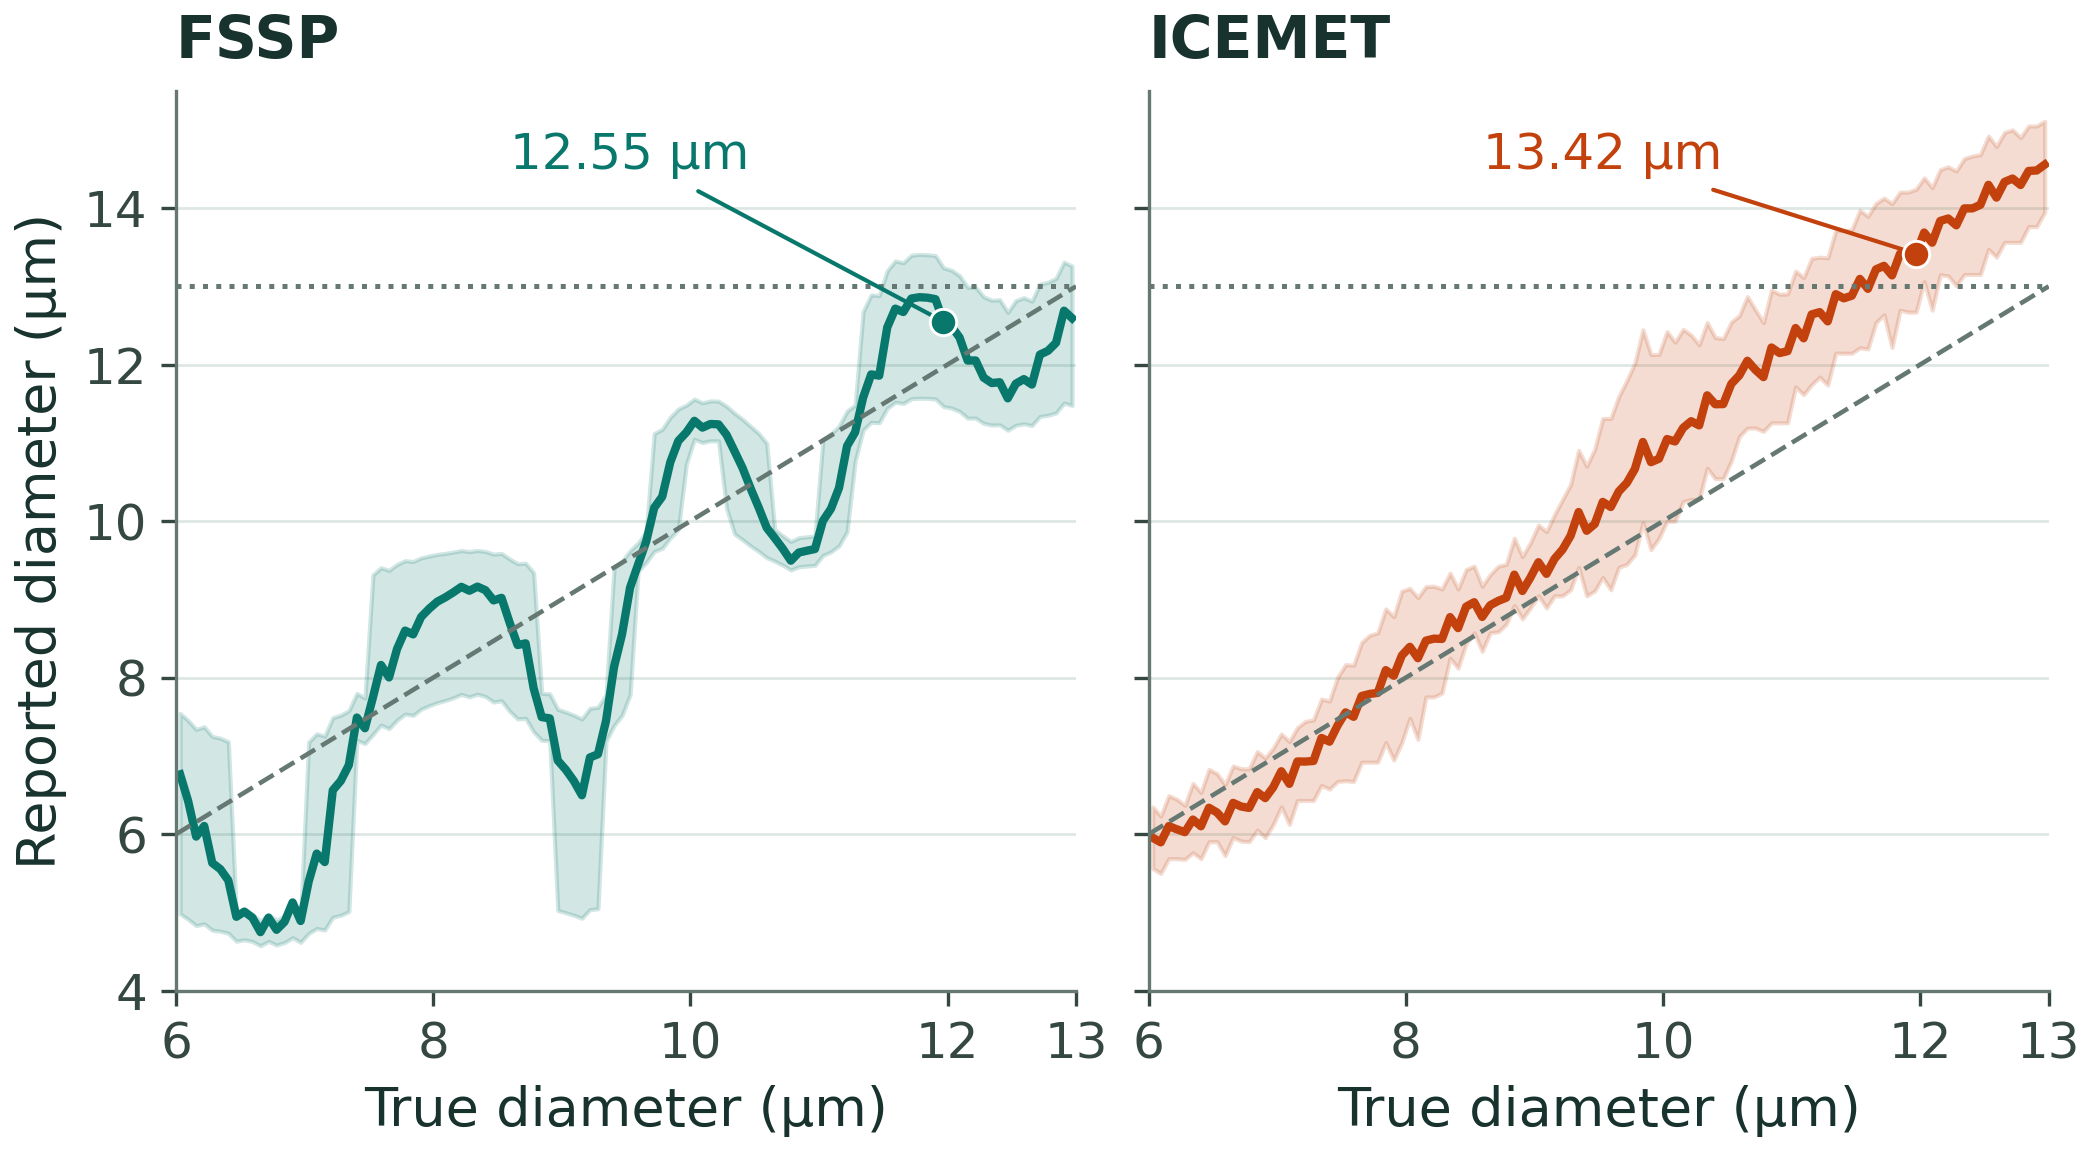 FSSP
12.55 µm
Reported diameter (µm)
14
12
10
8
6
4
6 8 10 12 13
True diameter (µm)
ICEMET
13.42 µm
6 8 10 12 13
True diameter (µm)